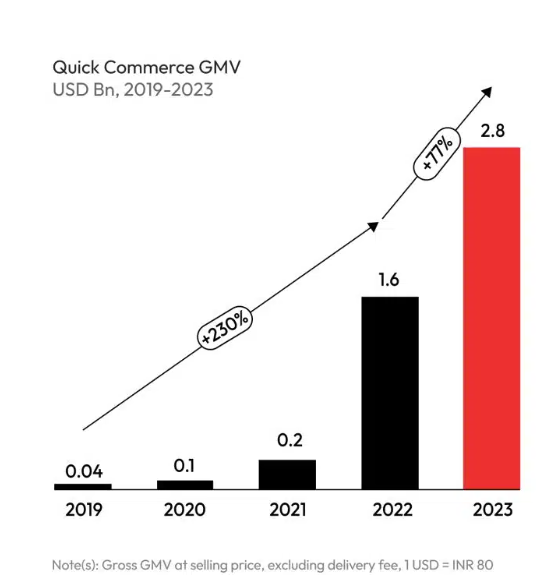 Quick Commerce GMV
USD Bn, 2019-2023
2.8
+77%
1.6
+230%
0.2
0.1
0.04
2019 2020 2021 2022 2023
Note(s): Gross GMV at selling price, excluding delivery fee, 1 USD = INR 80